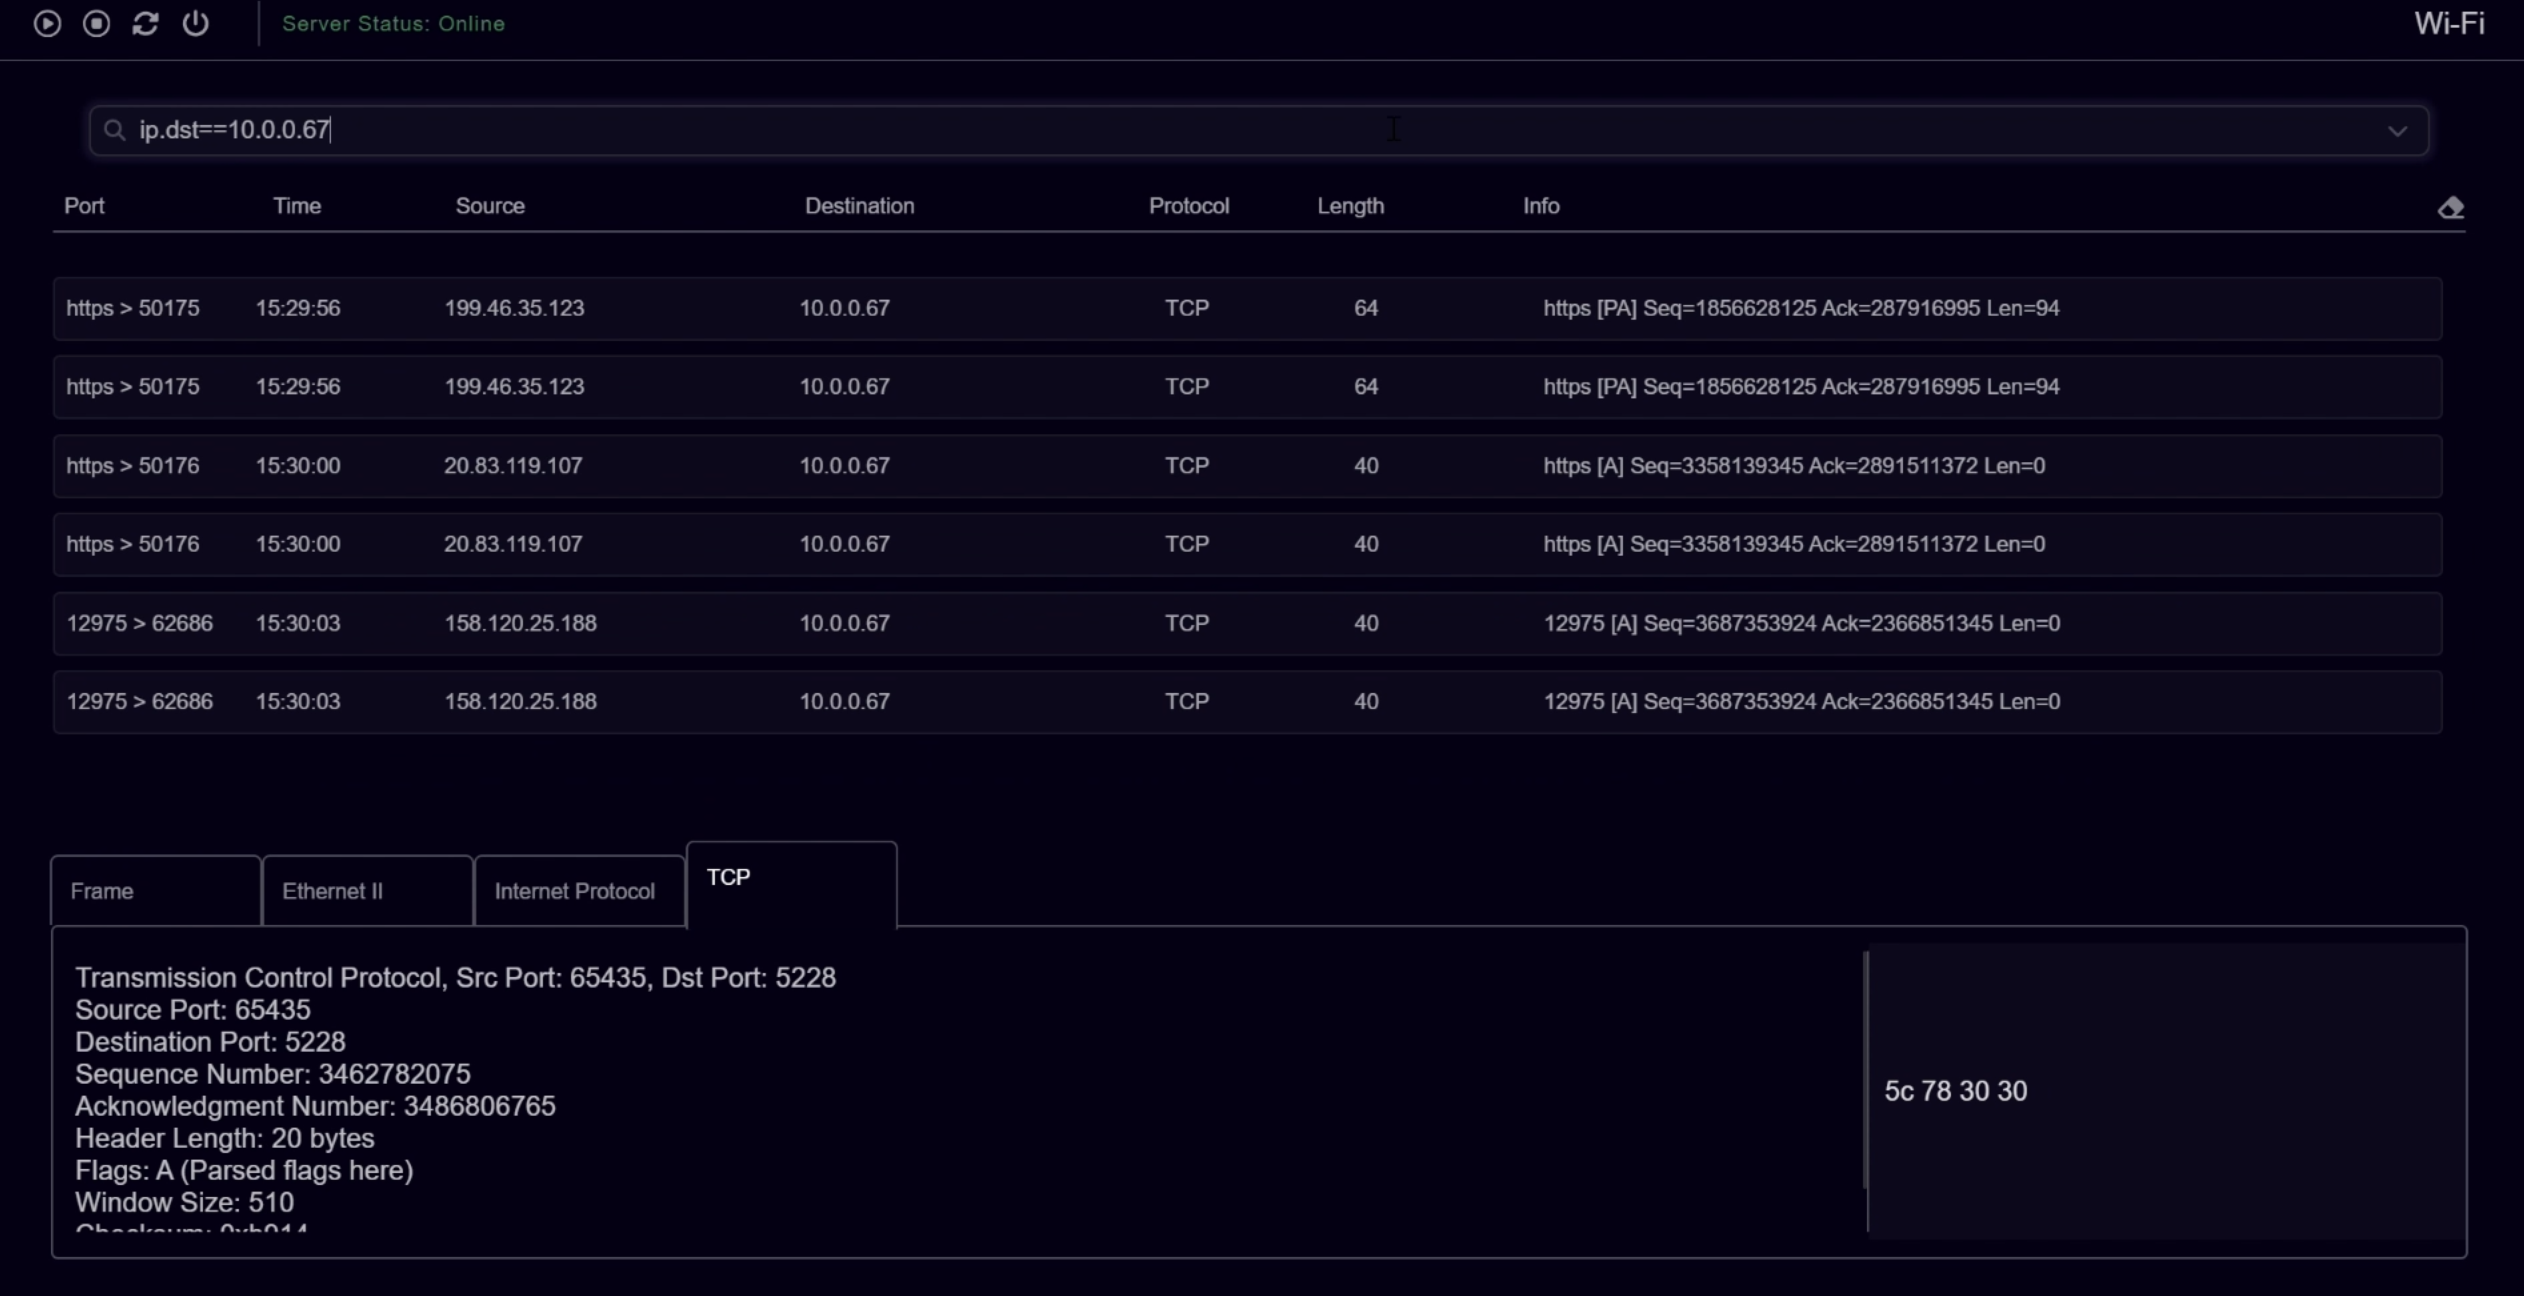 Server Status: Online Wi-Fi
ip.dst==10.0.0.67
Port Time Source Destination Protocol Length Info
https > 50175 15:29:56 199.46.35.123 10.0.0.67 TCP 64 https [PA] Seq=1856628125 Ack=287916995 Len=94
https > 50175 15:29:56 199.46.35.123 10.0.0.67 TCP 64 https [PA] Seq=1856628125 Ack=287916995 Len=94
https > 50176 15:30:00 20.83.119.107 10.0.0.67 TCP 40 https [A] Seq=3358139345 Ack=2891511372 Len=0
https > 50176 15:30:00 20.83.119.107 10.0.0.67 TCP 40 https [A] Seq=3358139345 Ack=2891511372 Len=0
12975 > 62686 15:30:03 158.120.25.188 10.0.0.67 TCP 40 12975 [A] Seq=3687353924 Ack=2366851345 Len=0
12975 > 62686 15:30:03 158.120.25.188 10.0.0.67 TCP 40 12975 [A] Seq=3687353924 Ack=2366851345 Len=0
Frame Ethernet II Internet Protocol TCP
Transmission Control Protocol, Src Port: 65435, Dst Port: 5228
Source Port: 65435
Destination Port: 5228
Sequence Number: 3462782075
Acknowledgment Number: 3486806765
Header Length: 20 bytes
Flags: A (Parsed flags here)
Window Size: 510
Checksum:
5c 78 30 30